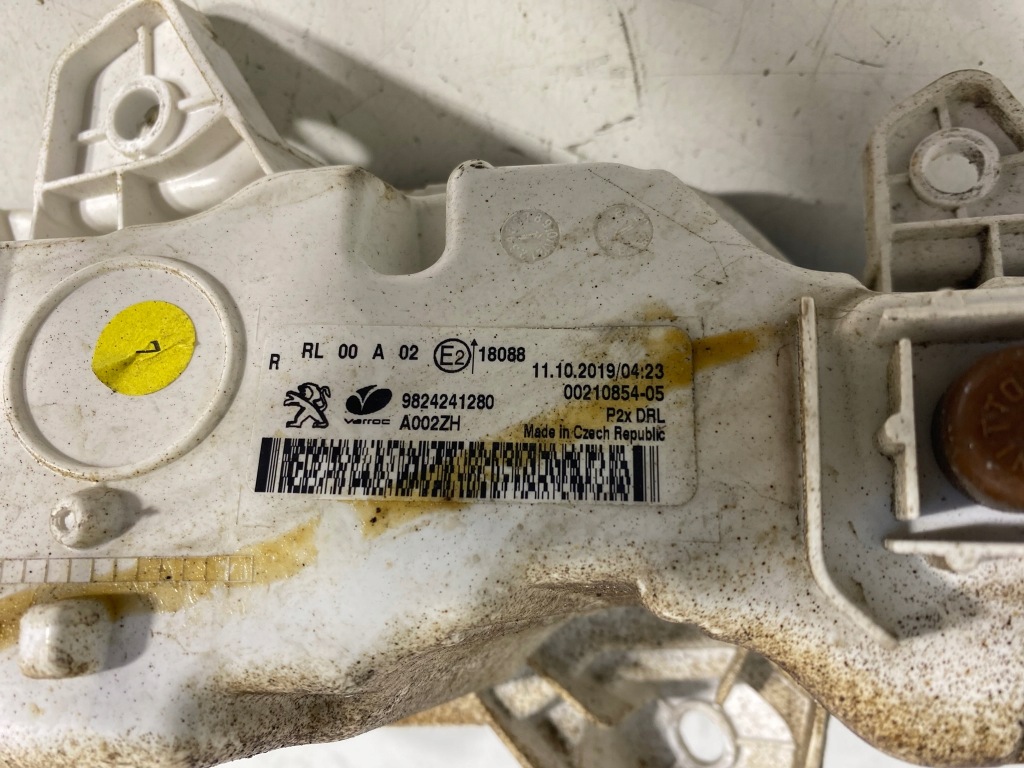 R RL 00 A 02 E2 18088
11.10.2019/04:23
9824241280 00210854-05
varroc A002ZH P2x DRL
Made in Czech Republic